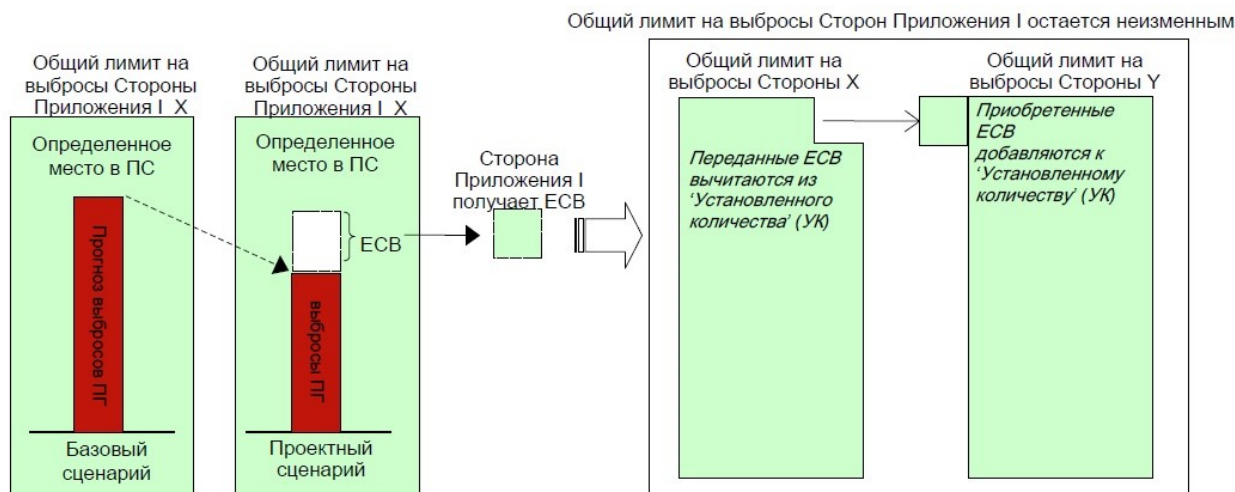 Общий лимит на
выбросы Стороны
Приложения I  X
Определенное
место в ПС
Прогноз выбросов ПГ
Базовый
сценарий
Общий лимит на
выбросы Стороны
Приложения I  X
Определенное
место в ПС
ЕСВ
выбросы ПГ
Проектный
сценарий
Сторона
Приложения I
получает ЕСВ
Общий лимит на выбросы Сторон Приложения I остается неизменным
Общий лимит на
выбросы Стороны X
Переданные ЕСВ
вычитаются из
‘Установленного
количества’ (УК)
Общий лимит на
выбросы Стороны Y
Приобретенные
ЕСВ
добавляются к
‘Установленному
количеству’ (УК)